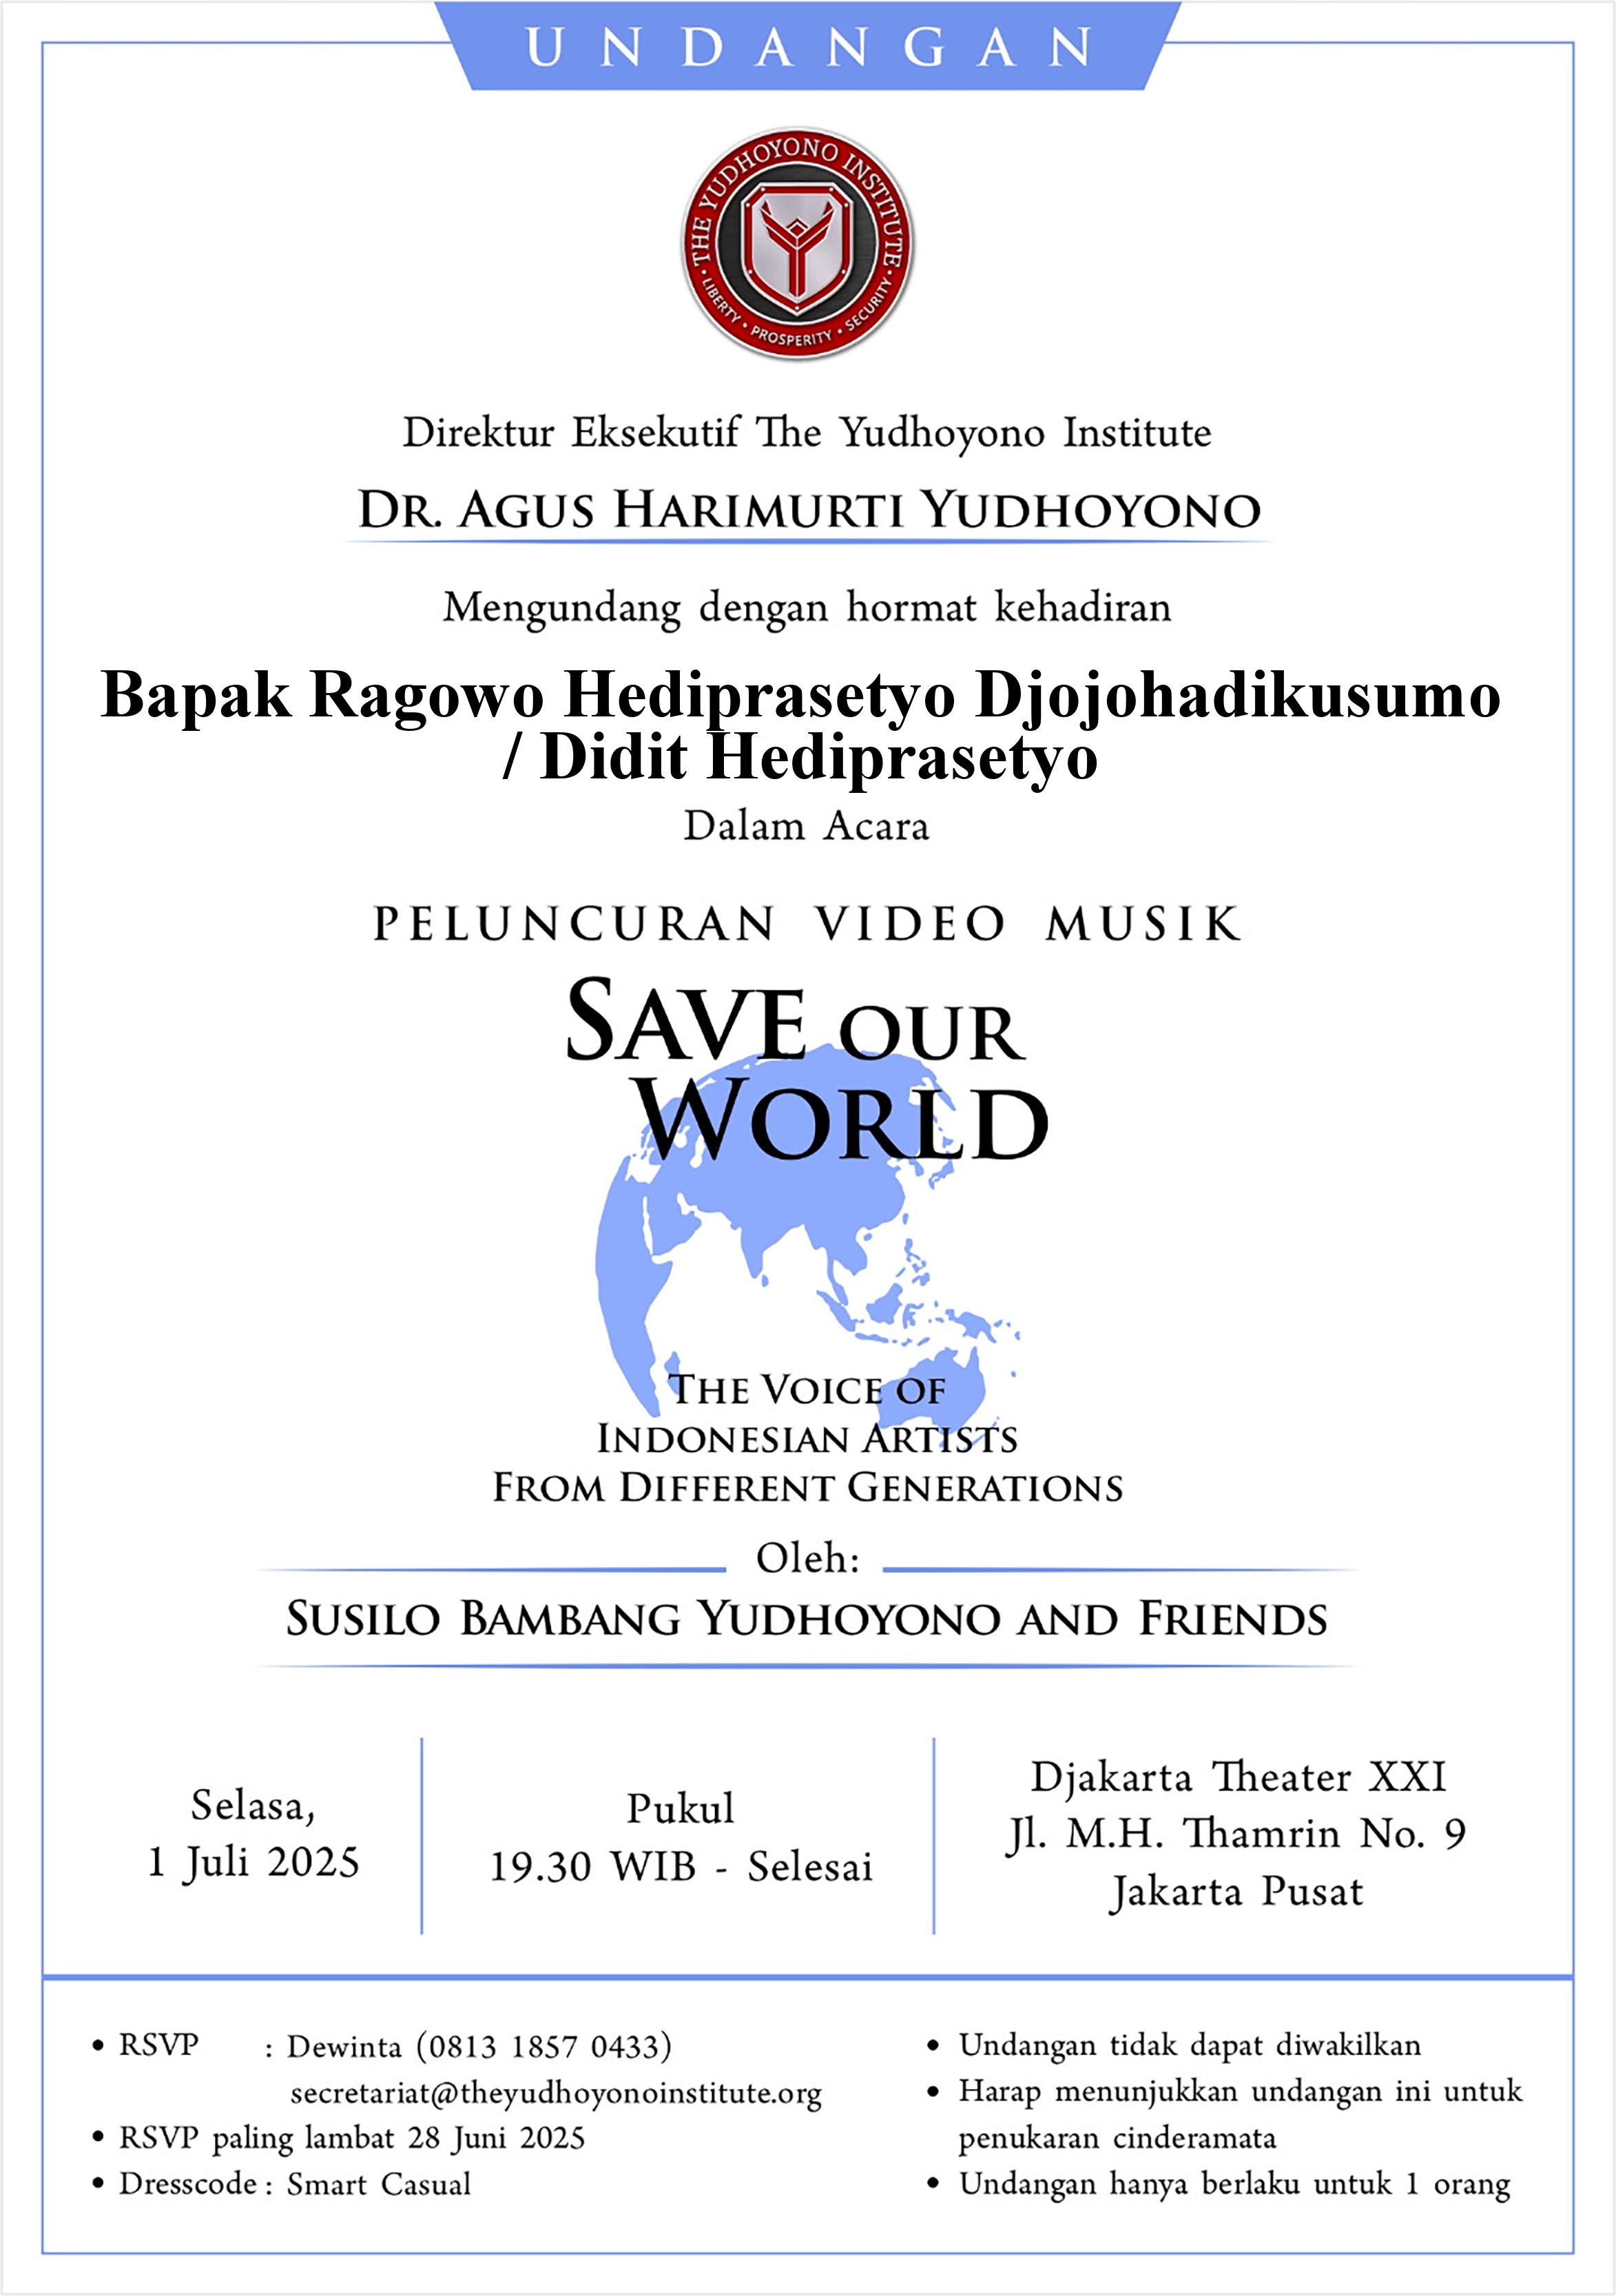 UNDANGAN
THE YUDHOYONO INSTITUTE
LIBERTY • PROSPERITY • SECURITY
Direktur Eksekutif The Yudhoyono Institute
DR. AGUS HARIMURTI YUDHOYONO
Mengundang dengan hormat kehadiran
Bapak Ragowo Hediprasetyo Djojohadikusumo
/ Didit Hediprasetyo
Dalam Acara
PELUNCURAN VIDEO MUSIK
SAVE OUR
WORLD
THE VOICE OF
INDONESIAN ARTISTS
FROM DIFFERENT GENERATIONS
Oleh:
SUSILO BAMBANG YUDHOYONO AND FRIENDS
Selasa,
1 Juli 2025
Pukul
19.30 WIB - Selesai
Djakarta Theater XXI
Jl. M.H. Thamrin No. 9
Jakarta Pusat
• RSVP : Dewinta (0813 1857 0433)
secretariat@theyudhoyonoinstitute.org
• RSVP paling lambat 28 Juni 2025
• Dresscode : Smart Casual
• Undangan tidak dapat diwakilkan
• Harap menunjukkan undangan ini untuk
penukaran cinderamata
• Undangan hanya berlaku untuk 1 orang